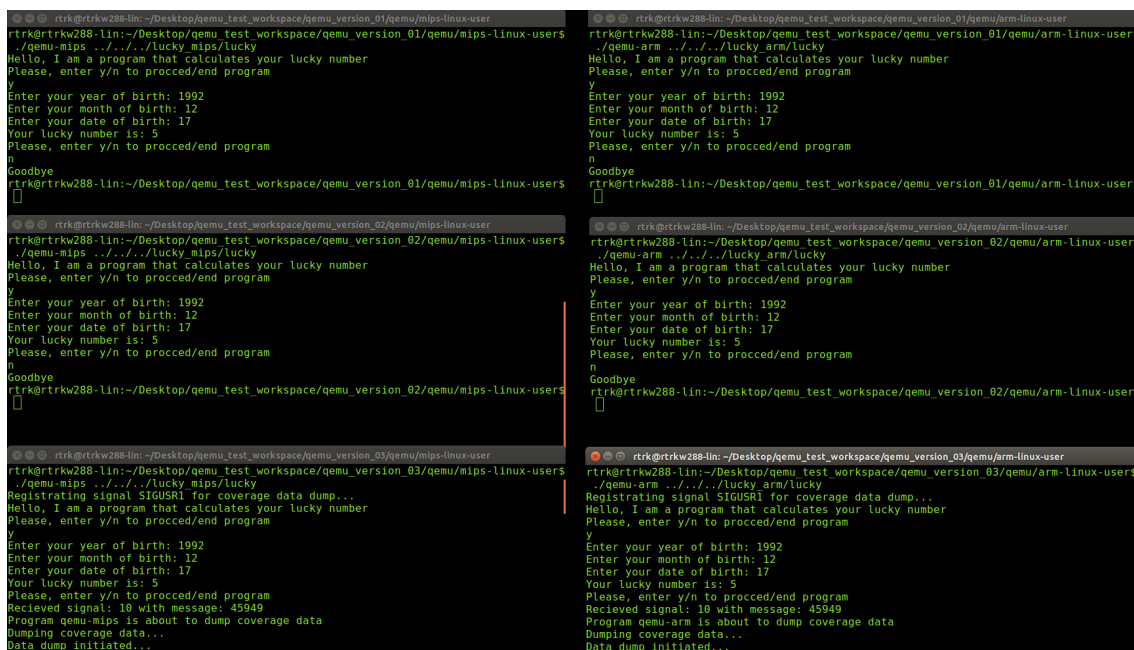 rtrk@rtrkw288-lin: ~/Desktop/qemu_test_workspace/qemu_version_01/qemu/mips-linux-user
rtrk@rtrkw288-lin:~/Desktop/qemu_test_workspace/qemu_version_01/qemu/mips-linux-user$
./qemu-mips ../../../lucky_mips/lucky
Hello, I am a program that calculates your lucky number
Please, enter y/n to procced/end program
y
Enter your year of birth: 1992
Enter your month of birth: 12
Enter your date of birth: 17
Your lucky number is: 5
Please, enter y/n to procced/end program
n
Goodbye
rtrk@rtrkw288-lin:~/Desktop/qemu_test_workspace/qemu_version_01/qemu/mips-linux-user$
rtrk@rtrkw288-lin: ~/Desktop/qemu_test_workspace/qemu_version_01/qemu/arm-linux-user
rtrk@rtrkw288-lin:~/Desktop/qemu_test_workspace/qemu_version_01/qemu/arm-linux-user
./qemu-arm ../../../lucky_arm/lucky
Hello, I am a program that calculates your lucky number
Please, enter y/n to procced/end program
y
Enter your year of birth: 1992
Enter your month of birth: 12
Enter your date of birth: 17
Your lucky number is: 5
Please, enter y/n to procced/end program
n
Goodbye
rtrk@rtrkw288-lin:~/Desktop/qemu_test_workspace/qemu_version_01/qemu/arm-linux-user
rtrk@rtrkw288-lin: ~/Desktop/qemu_test_workspace/qemu_version_02/qemu/mips-linux-user
rtrk@rtrkw288-lin:~/Desktop/qemu_test_workspace/qemu_version_02/qemu/mips-linux-user$
./qemu-mips ../../../lucky_mips/lucky
Hello, I am a program that calculates your lucky number
Please, enter y/n to procced/end program
y
Enter your year of birth: 1992
Enter your month of birth: 12
Enter your date of birth: 17
Your lucky number is: 5
Please, enter y/n to procced/end program
n
Goodbye
rtrk@rtrkw288-lin:~/Desktop/qemu_test_workspace/qemu_version_02/qemu/mips-linux-user$
rtrk@rtrkw288-lin: ~/Desktop/qemu_test_workspace/qemu_version_02/qemu/arm-linux-user
rtrk@rtrkw288-lin:~/Desktop/qemu_test_workspace/qemu_version_02/qemu/arm-linux-user
./qemu-arm ../../../lucky_arm/lucky
Hello, I am a program that calculates your lucky number
Please, enter y/n to procced/end program
y
Enter your year of birth: 1992
Enter your month of birth: 12
Enter your date of birth: 17
Your lucky number is: 5
Please, enter y/n to procced/end program
n
Goodbye
rtrk@rtrkw288-lin:~/Desktop/qemu_test_workspace/qemu_version_02/qemu/arm-linux-user
rtrk@rtrkw288-lin: ~/Desktop/qemu_test_workspace/qemu_version_03/qemu/mips-linux-user
rtrk@rtrkw288-lin:~/Desktop/qemu_test_workspace/qemu_version_03/qemu/mips-linux-user$
./qemu-mips ../../../lucky_mips/lucky
Registrating signal SIGUSR1 for coverage data dump...
Hello, I am a program that calculates your lucky number
Please, enter y/n to procced/end program
y
Enter your year of birth: 1992
Enter your month of birth: 12
Enter your date of birth: 17
Your lucky number is: 5
Please, enter y/n to procced/end program
Recieved signal: 10 with message: 45949
Program qemu-mips is about to dump coverage data
Dumping coverage data...
Data dump initiated...
rtrk@rtrkw288-lin: ~/Desktop/qemu_test_workspace/qemu_version_03/qemu/arm-linux-user
rtrk@rtrkw288-lin:~/Desktop/qemu_test_workspace/qemu_version_03/qemu/arm-linux-user$
./qemu-arm ../../../lucky_arm/lucky
Registrating signal SIGUSR1 for coverage data dump...
Hello, I am a program that calculates your lucky number
Please, enter y/n to procced/end program
y
Enter your year of birth: 1992
Enter your month of birth: 12
Enter your date of birth: 17
Your lucky number is: 5
Please, enter y/n to procced/end program
Recieved signal: 10 with message: 45949
Program qemu-arm is about to dump coverage data
Dumping coverage data...
Data dump initiated...